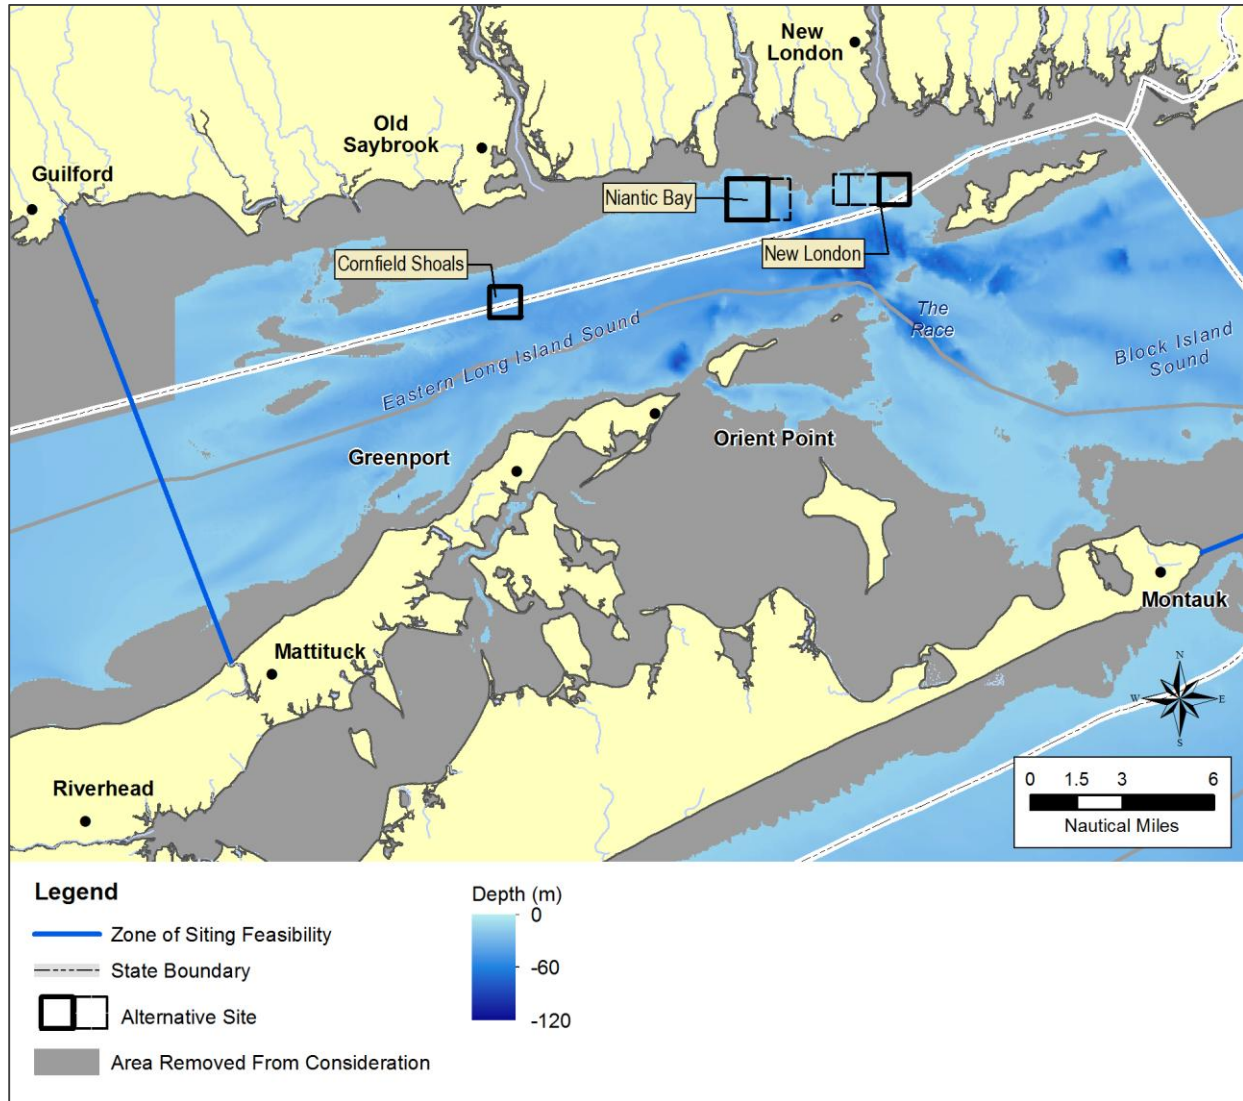 New
London
Old
Saybrook
Guilford
Niantic Bay
Cornfield Shoals
New London
The
Race
Eastern Long Island Sound
Block Island
Sound
Orient Point
Greenport
Montauk
Mattituck
Riverhead
N
W E
S
0 1.5 3 6
Nautical Miles
Legend
Zone of Siting Feasibility
State Boundary
Alternative Site
Area Removed From Consideration
Depth (m)
0
-60
-120